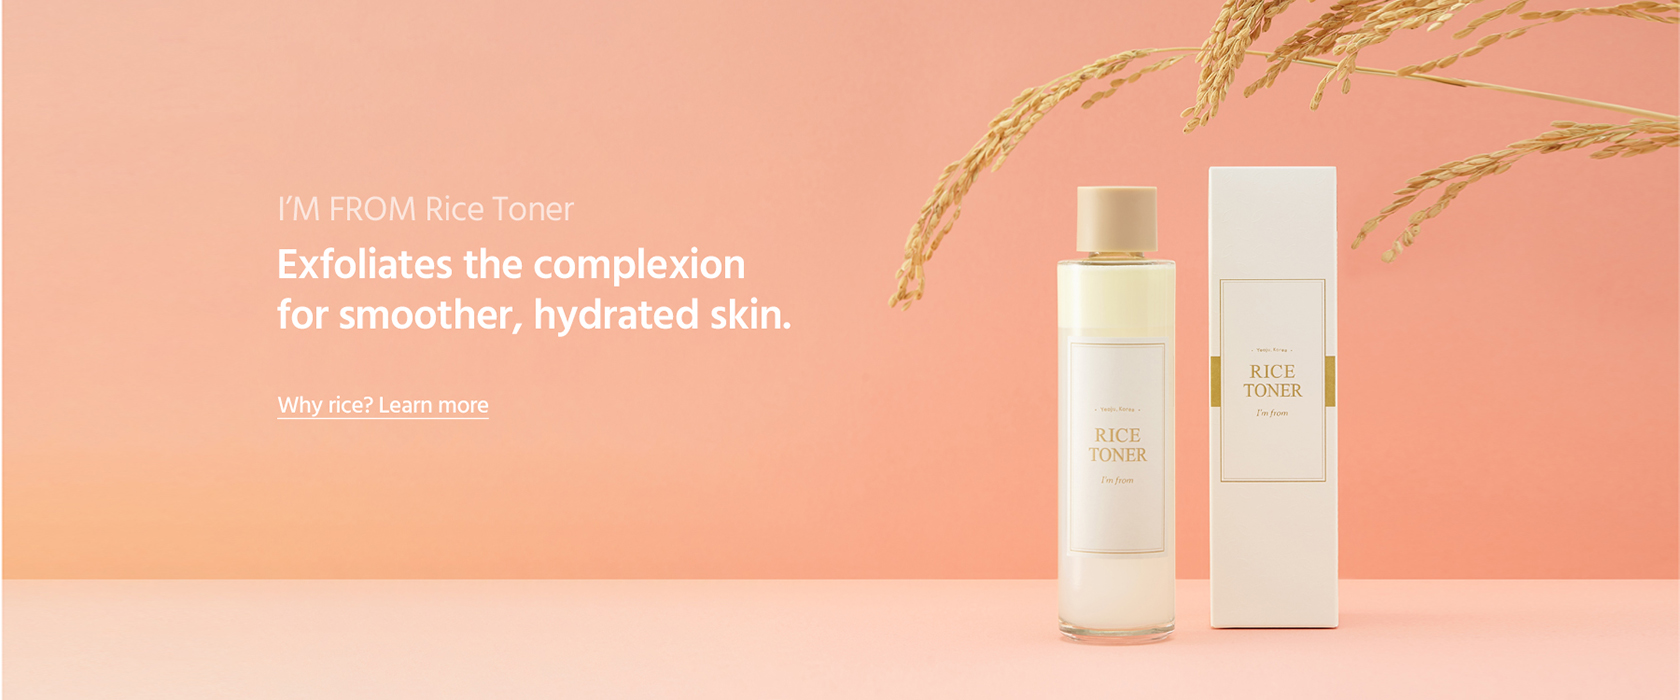 I'M FROM Rice Toner
Exfoliates the complexion
for smoother, hydrated skin.
Why rice? Learn more
RICE
TONER
I'm from
RICE
TONER
I'm from